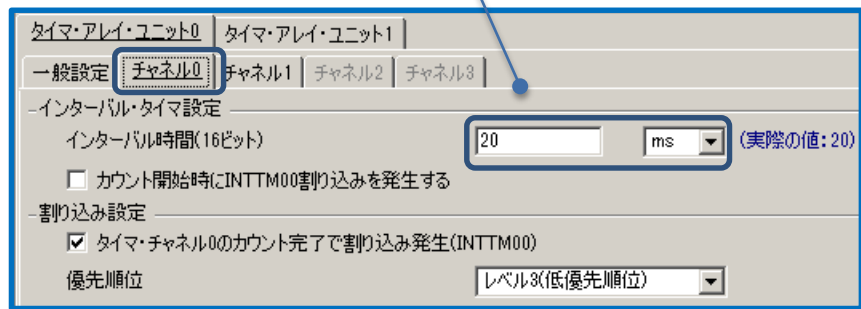 タイマ・アレイ・ユニット0 タイマ・アレイ・ユニット1
一般設定 チャネル0 チャネル1 チャネル2 チャネル3
インターバル・タイマ設定
インターバル時間(16ビット) 20 ms (実際の値:20)
カウント開始時にINTTM00割り込みを発生する
割り込み設定
タイマ・チャネル0のカウント完了で割り込み発生(INTTM00)
優先順位 レベル3(低優先順位)